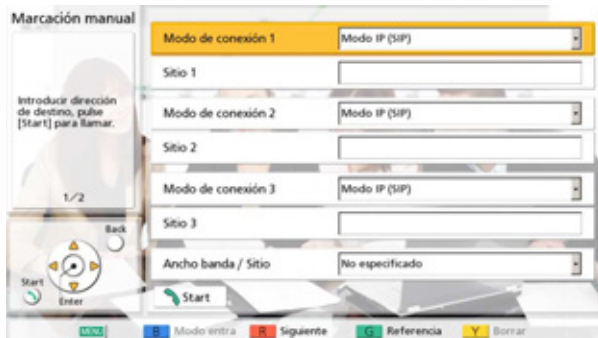 Marcación manual
Introducir dirección
de destino, pulse
[Start] para llamar.
1/2
Back
Start
Enter
Modo de conexión 1 Modo IP (SIP)
Sitio 1
Modo de conexión 2 Modo IP (SIP)
Sitio 2
Modo de conexión 3 Modo IP (SIP)
Sitio 3
Ancho banda / Sitio No especificado
Start
MENU B Modo entra R Siguiente G Referencia Y Borrar